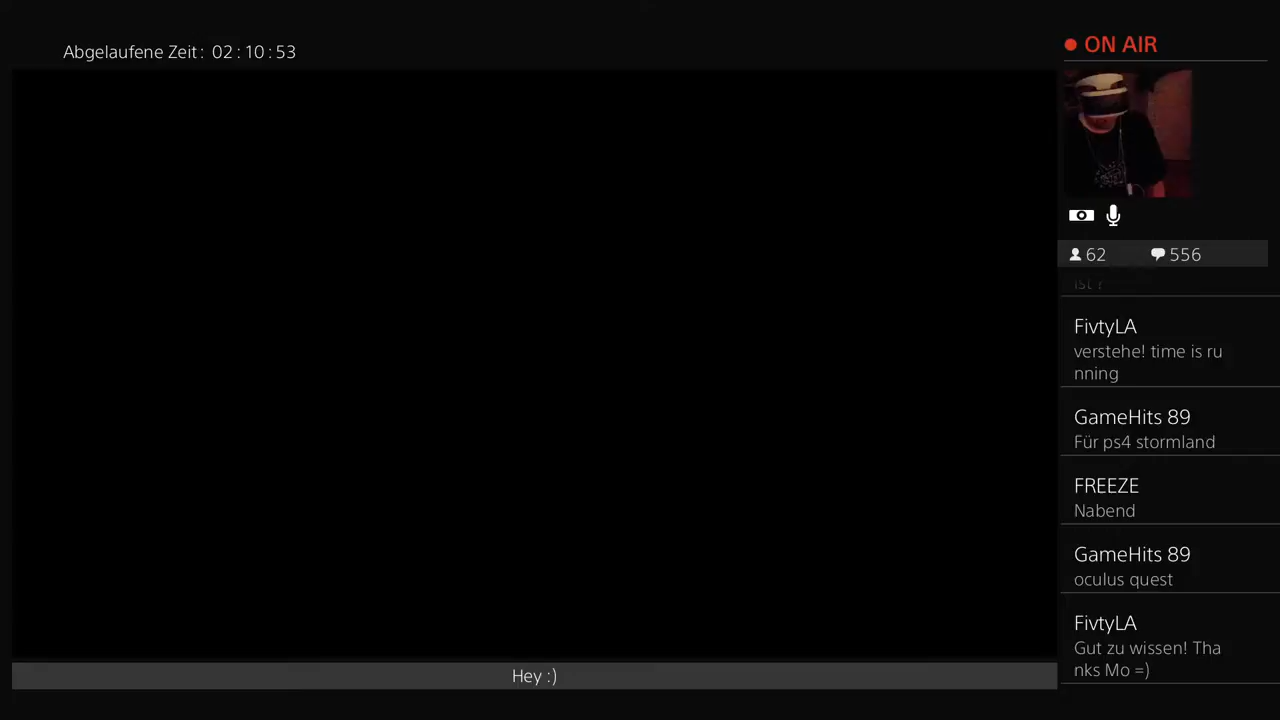 Abgelaufene Zeit: 02:10:53
ON AIR
62 556
ist ?
FivtyLA
verstehe! time is ru
nning
GameHits 89
Für ps4 stormland
FREEZE
Nabend
GameHits 89
oculus quest
FivtyLA
Gut zu wissen! Tha
nks Mo =)
Hey :)